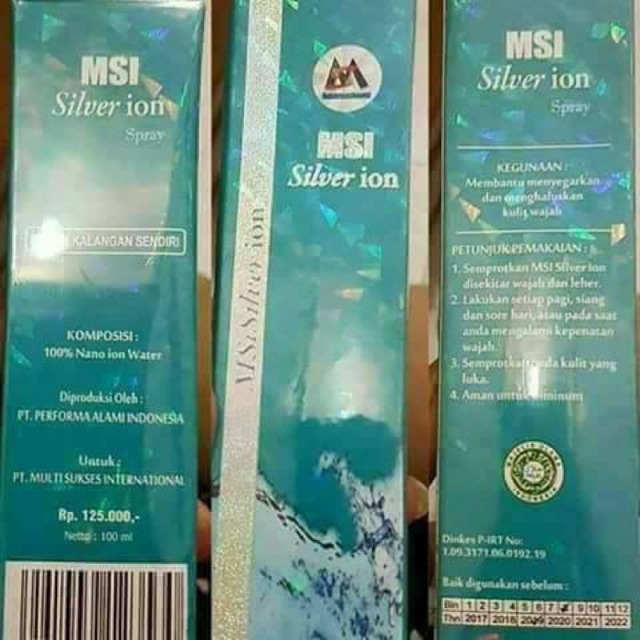 MSI
Silver ion
Spray
KALANGAN SENDIRI
KOMPOSISI :
100% Nano ion Water
Diproduksi Oleh :
PT. PERFORMA ALAMI INDONESIA
Untuk :
PT. MULTI SUKSES INTERNATIONAL
Rp. 125.000,-
Netto : 100 ml
MSI
Silver ion
MSI Silver ion
MSI
Silver ion
Spray
KEGUNAAN :
Membantu menyegarkan
dan menghaluskan
kulit wajah
PETUNJUK PEMAKAIAN :
1. Semprotkan MSI Silver ion
disekitar wajah dan leher.
2. Lakukan setiap pagi, siang
dan sore hari, atau pada saat
anda mengalami kepenatan
wajah.
3. Semprotkan pada kulit yang
luka.
4. Aman untuk diminum
Dinkes P-IRT No:
1.09.3171.06.0192.19
Baik digunakan sebelum :
Bln 1 2 3 4 5 6 7 8 9 10 11 12
Thn 2017 2018 2019 2020 2021 2022